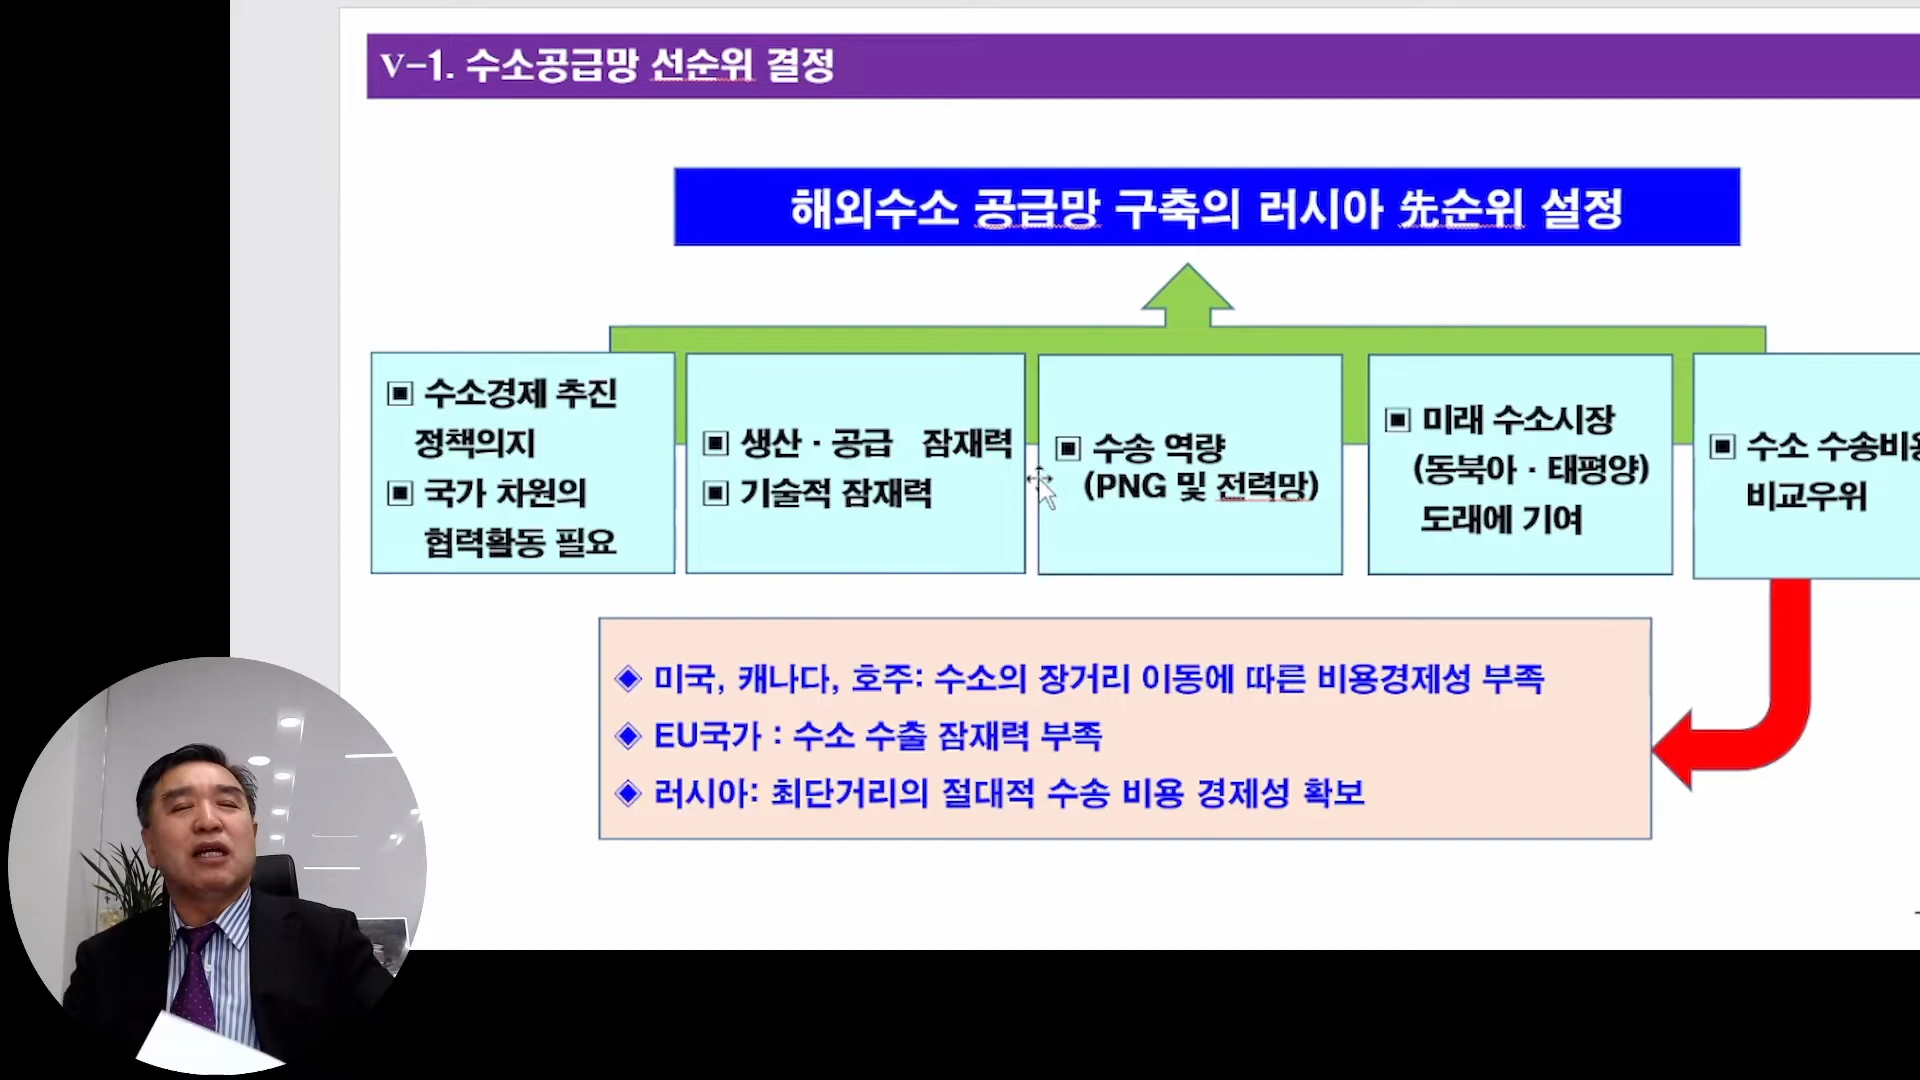 V-1. 수소공급망 선순위 결정
해외수소 공급망 구축의 러시아 先순위 설정
▣ 수소경제 추진
정책의지
▣ 국가 차원의
협력활동 필요
▣ 생산·공급 잠재력
▣ 기술적 잠재력
▣ 수송 역량
(PNG 및 전력망)
▣ 미래 수소시장
(동북아·태평양)
도래에 기여
▣ 수소 수송비용
비교우위
◈ 미국, 캐나다, 호주: 수소의 장거리 이동에 따른 비용경제성 부족
◈ EU국가 : 수소 수출 잠재력 부족
◈ 러시아: 최단거리의 절대적 수송 비용 경제성 확보